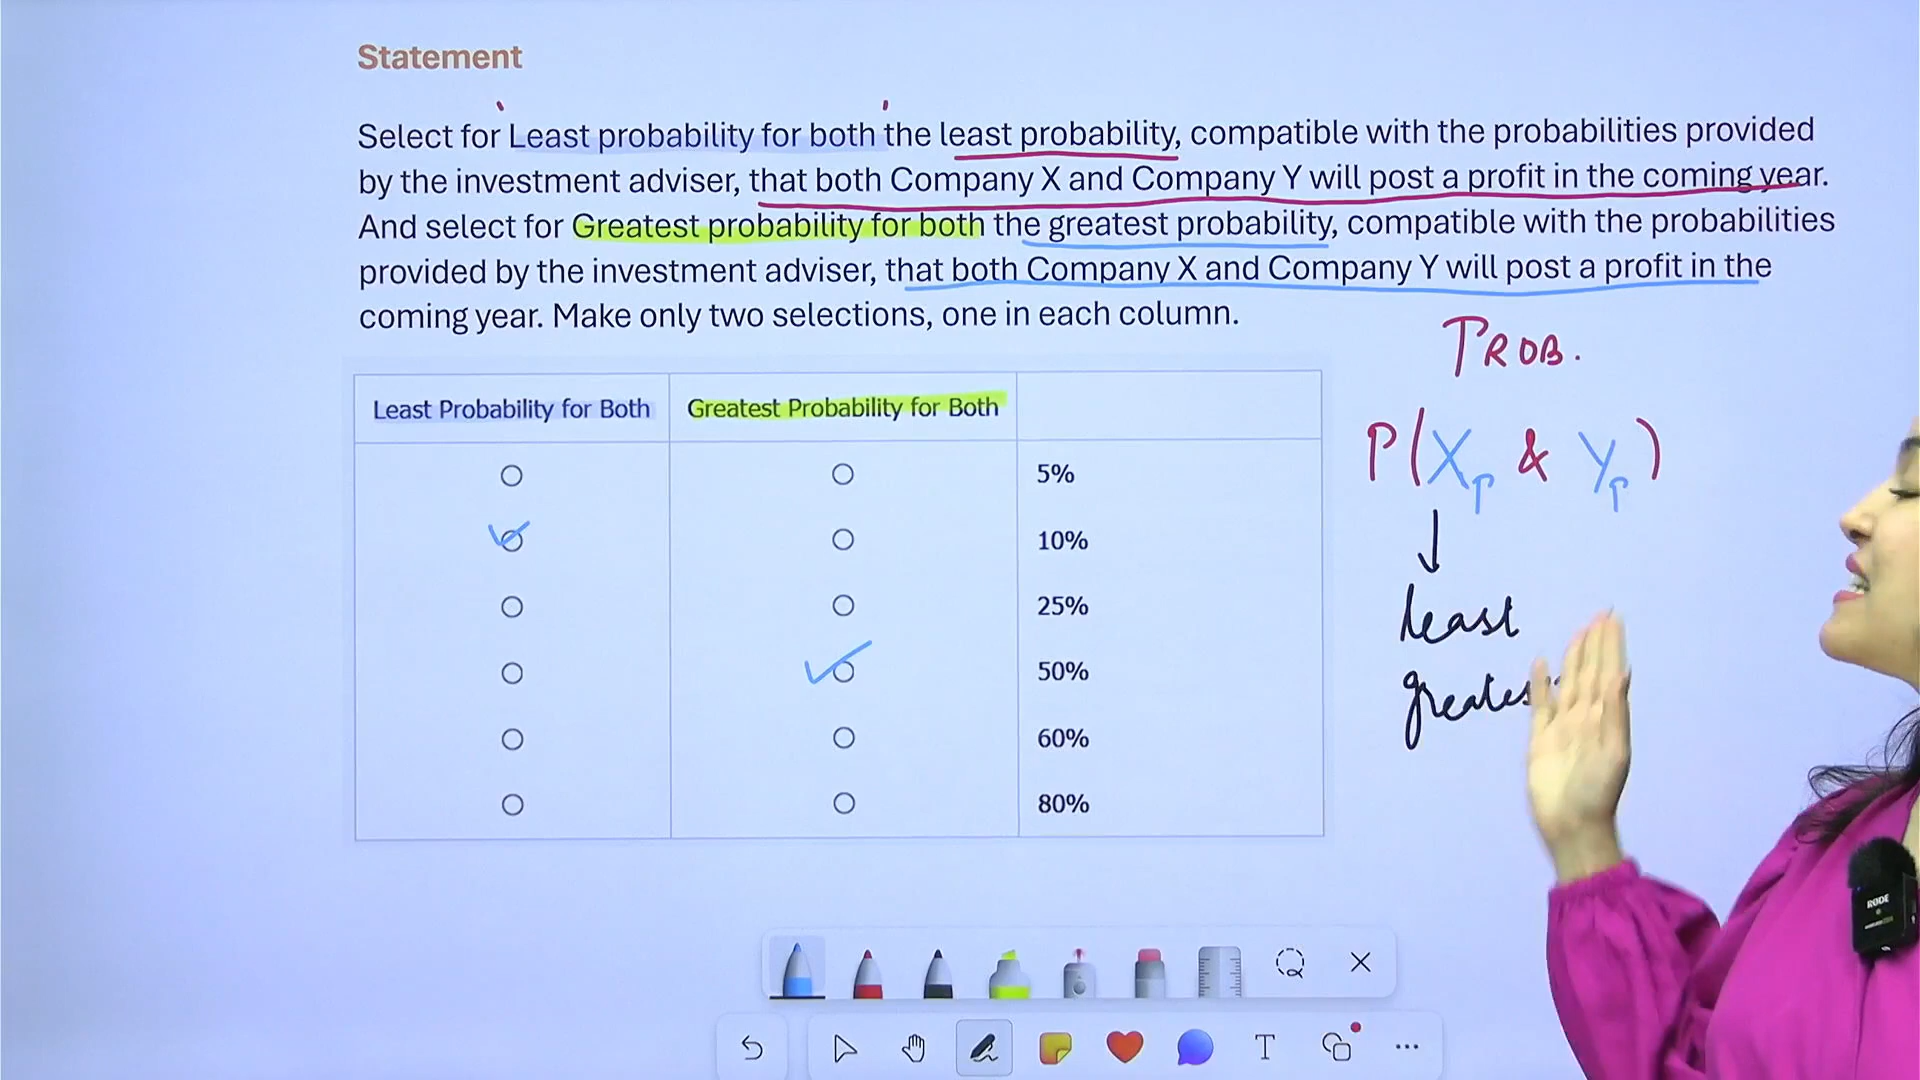 Statement
Select for Least probability for both the least probability, compatible with the probabilities provided
by the investment adviser, that both Company X and Company Y will post a profit in the coming year.
And select for Greatest probability for both the greatest probability, compatible with the probabilities
provided by the investment adviser, that both Company X and Company Y will post a profit in the
coming year. Make only two selections, one in each column.
PROB.
Least Probability for Both Greatest Probability for Both
P(Xp & Yp)
5%
10%
25%
least
50%
greates
60%
80%
RODE
T